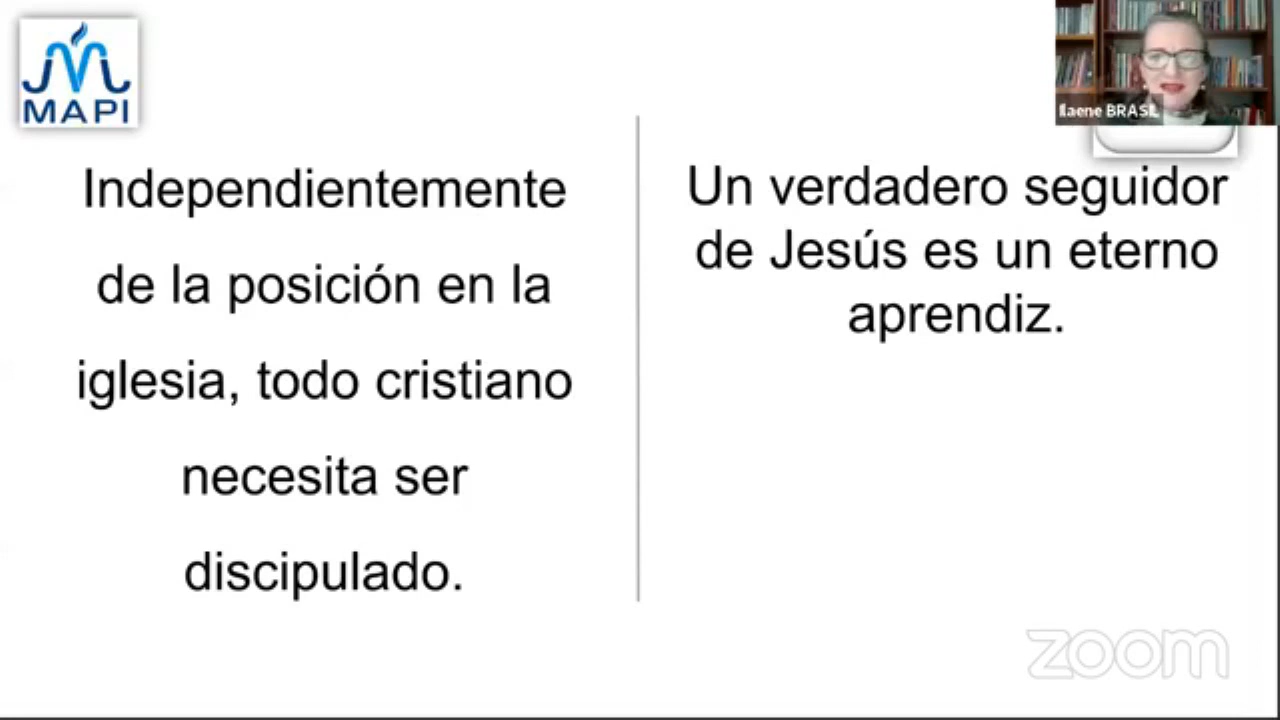 MAPI
Independientemente
de la posición en la
iglesia, todo cristiano
necesita ser
discipulado.
Un verdadero seguidor
de Jesús es un eterno
aprendiz.
BRASIL
zoom